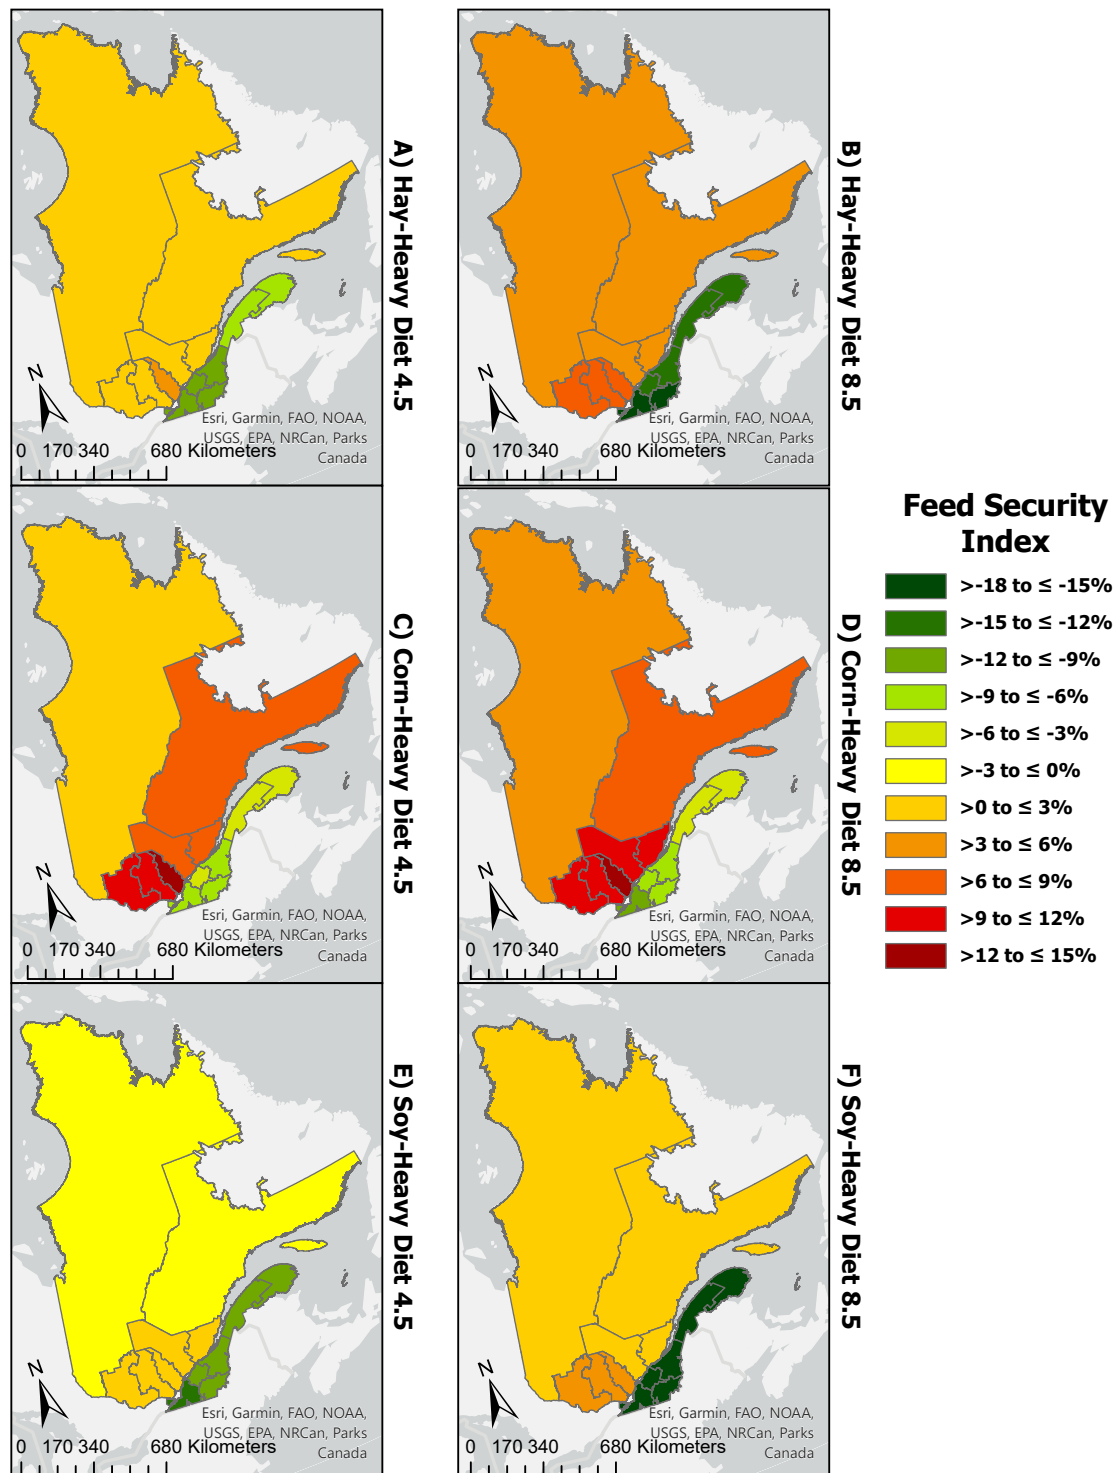 A) Hay-Heavy Diet 4.5
N
Esri, Garmin, FAO, NOAA,
USGS, EPA, NRCan, Parks
Canada
0 170 340 680 Kilometers
B) Hay-Heavy Diet 8.5
N
Esri, Garmin, FAO, NOAA,
USGS, EPA, NRCan, Parks
Canada
0 170 340 680 Kilometers
C) Corn-Heavy Diet 4.5
N
Esri, Garmin, FAO, NOAA,
USGS, EPA, NRCan, Parks
Canada
0 170 340 680 Kilometers
D) Corn-Heavy Diet 8.5
N
Esri, Garmin, FAO, NOAA,
USGS, EPA, NRCan, Parks
Canada
0 170 340 680 Kilometers
E) Soy-Heavy Diet 4.5
N
Esri, Garmin, FAO, NOAA,
USGS, EPA, NRCan, Parks
Canada
0 170 340 680 Kilometers
F) Soy-Heavy Diet 8.5
N
Esri, Garmin, FAO, NOAA,
USGS, EPA, NRCan, Parks
Canada
0 170 340 680 Kilometers
Feed Security
Index
>-18 to ≤ -15%
>-15 to ≤ -12%
>-12 to ≤ -9%
>-9 to ≤ -6%
>-6 to ≤ -3%
>-3 to ≤ 0%
>0 to ≤ 3%
>3 to ≤ 6%
>6 to ≤ 9%
>9 to ≤ 12%
>12 to ≤ 15%